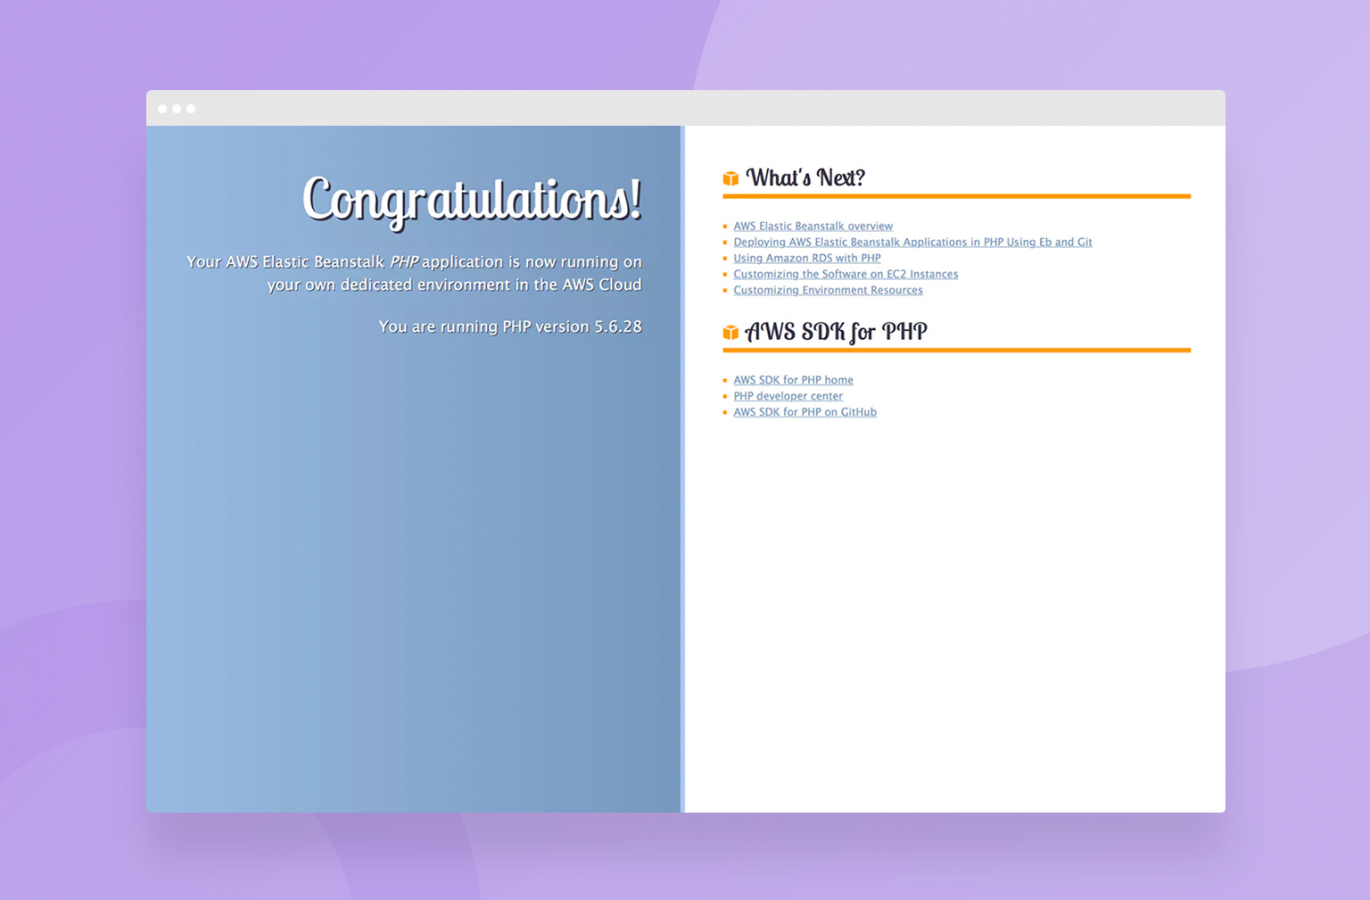 Congratulations!
Your AWS Elastic Beanstalk PHP application is now running on
your own dedicated environment in the AWS Cloud
You are running PHP version 5.6.28
What's Next?
AWS Elastic Beanstalk overview
Deploying AWS Elastic Beanstalk Applications in PHP Using Eb and Git
Using Amazon RDS with PHP
Customizing the Software on EC2 Instances
Customizing Environment Resources
AWS SDK for PHP
AWS SDK for PHP home
PHP developer center
AWS SDK for PHP on GitHub